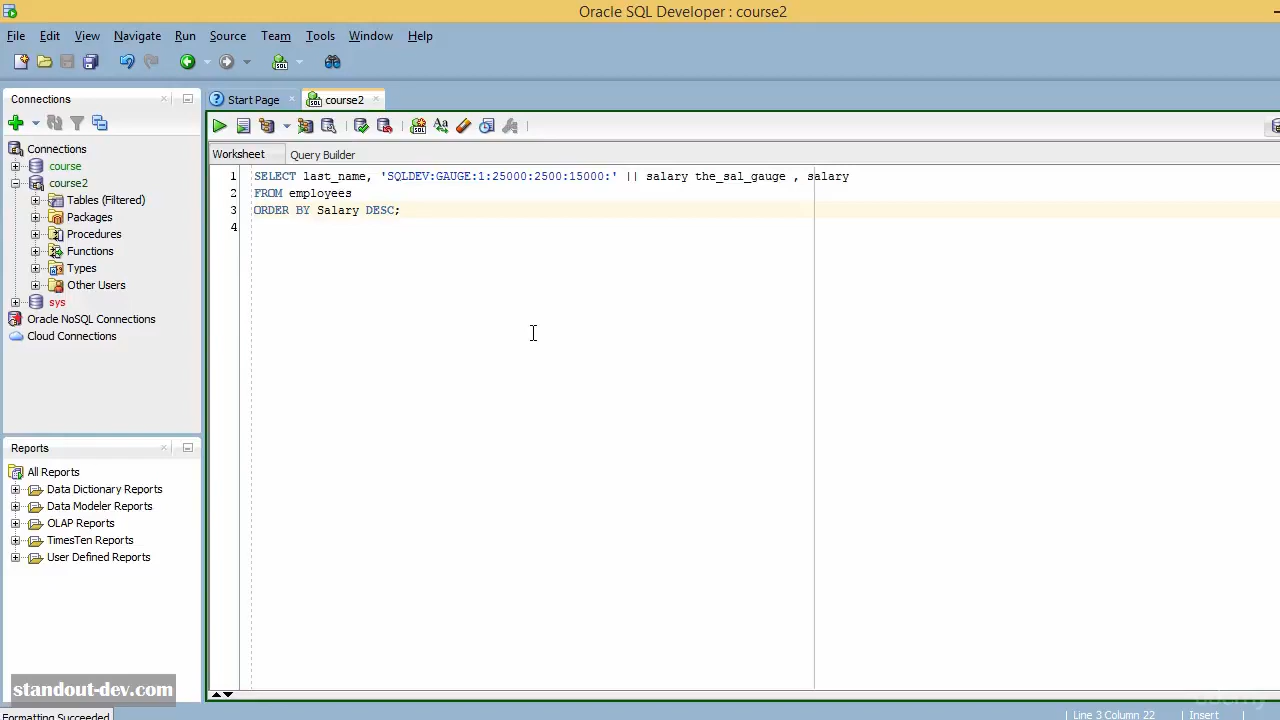 Oracle SQL Developer : course2
File Edit View Navigate Run Source Team Tools Window Help
Connections
Start Page
course2
Worksheet
Query Builder
Connections
course
course2
Tables (Filtered)
Packages
Procedures
Functions
Types
Other Users
sys
Oracle NoSQL Connections
Cloud Connections
1 SELECT last_name, 'SQLDEV:GAUGE:1:25000:2500:15000:' || salary the_sal_gauge , salary
2 FROM employees
3 ORDER BY Salary DESC;
4
Reports
All Reports
Data Dictionary Reports
Data Modeler Reports
OLAP Reports
TimesTen Reports
User Defined Reports
standout-dev.com
Formatting Succeeded
Line 3 Column 22
Insert
udemy